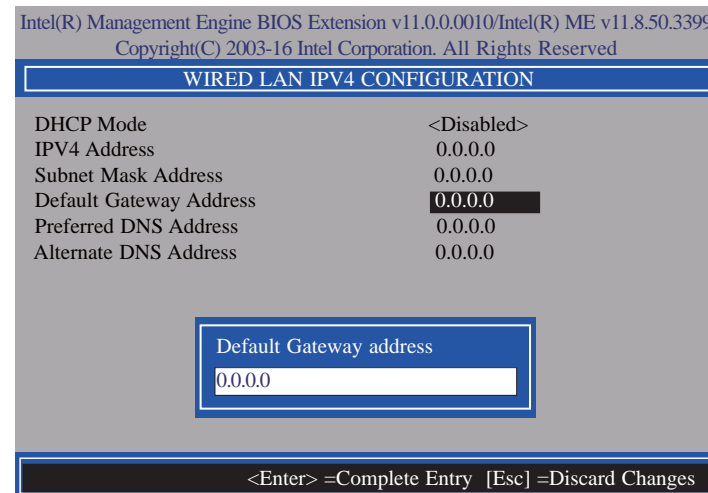 Intel(R) Management Engine BIOS Extension v11.0.0.0010/Intel(R) ME v11.8.50.3399
Copyright(C) 2003-16 Intel Corporation. All Rights Reserved
WIRED LAN IPV4 CONFIGURATION
DHCP Mode <Disabled>
IPV4 Address 0.0.0.0
Subnet Mask Address 0.0.0.0
Default Gateway Address 0.0.0.0
Preferred DNS Address 0.0.0.0
Alternate DNS Address 0.0.0.0
Default Gateway address
0.0.0.0
<Enter> =Complete Entry [Esc] =Discard Changes